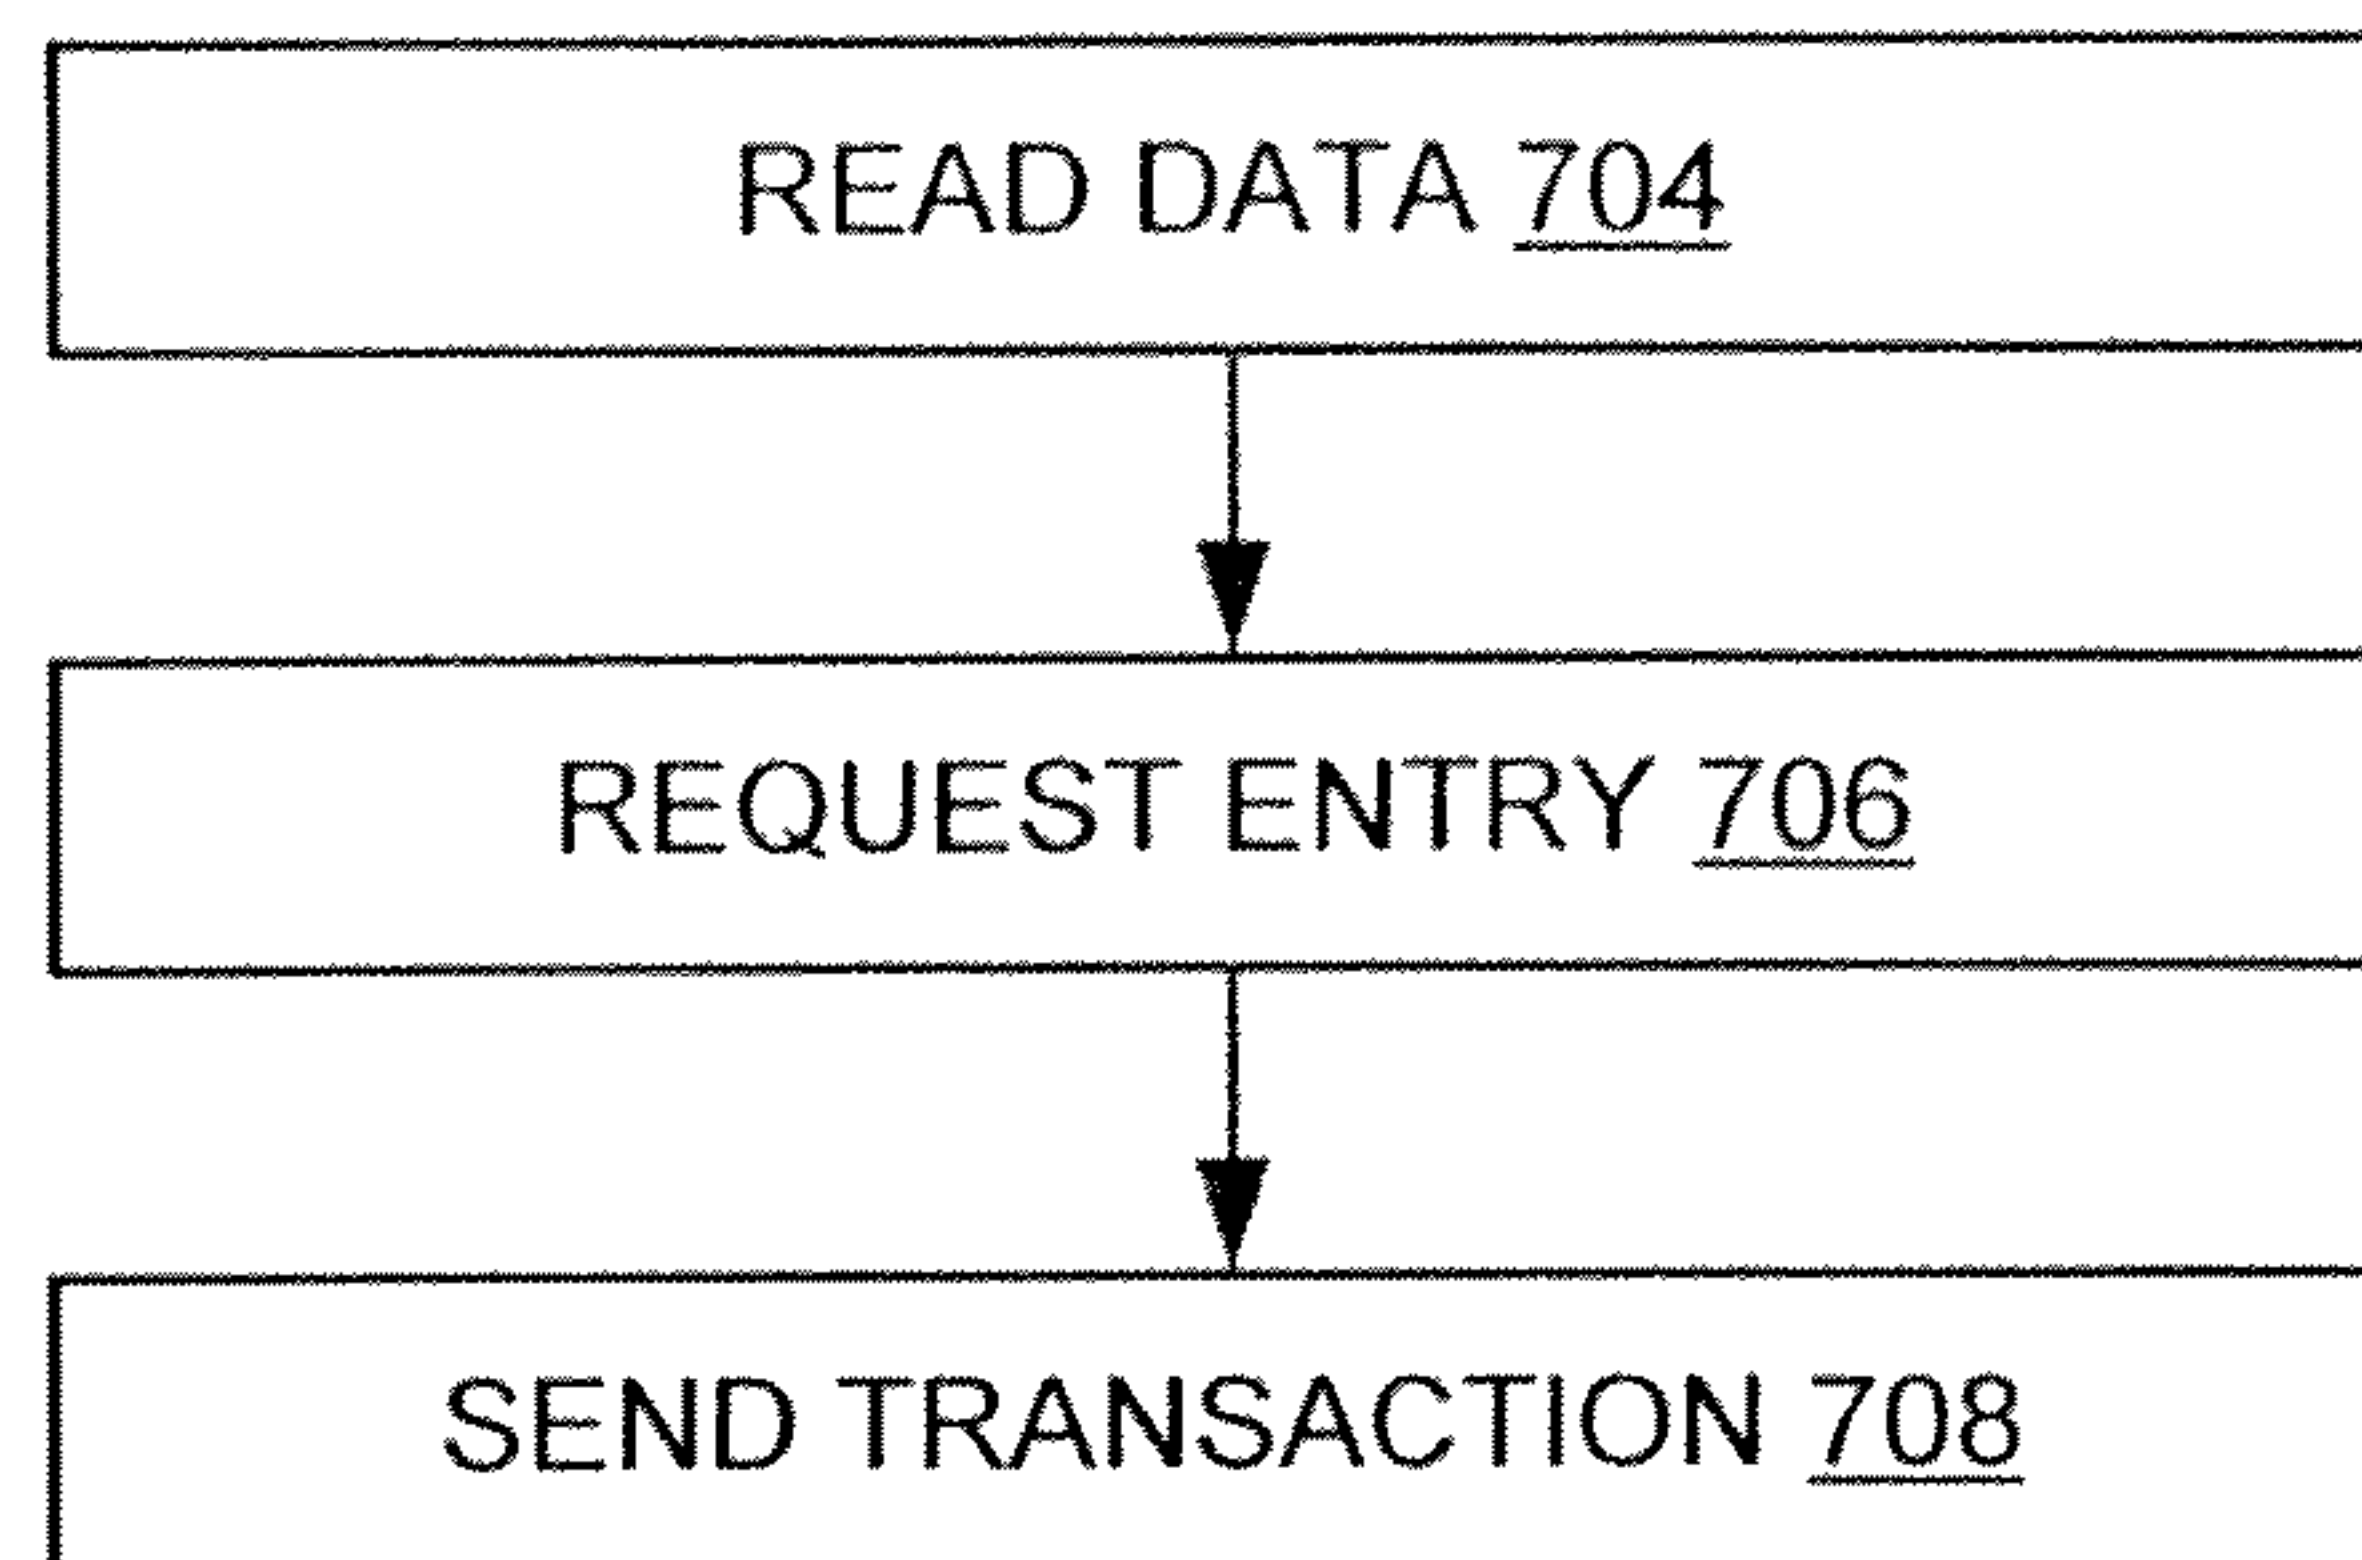 READ DATA 704
REQUEST ENTRY 706
SEND TRANSACTION 708